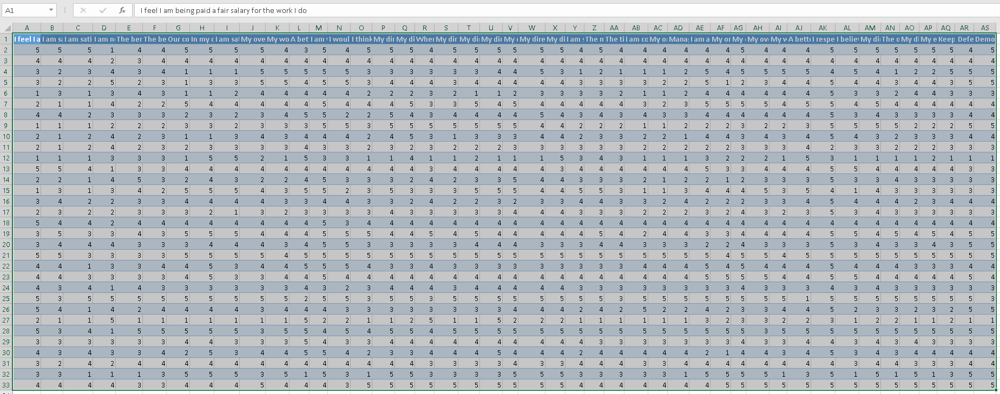 A1 fx I feel I am being paid a fair salary for the work I do
A B C D E F G H I J K L M N O P Q R S T U V W X Y Z AA AB AC AD AE AF AG AH AI AJ AK AL AM AN AO AP AQ AR AS
1 I feel I a I am sa I am sati I am n The ber The be Our co In my c I am sat My ove My wo A bet I am I woul I think My dir My di Whe My dir My di My dir My My dire My di I am The n The ti I am co My o Mana I am a My or My My ov My w A bett I respe I believ My di The o My di My e Keep Defe Demo
2 5 5 5 1 4 4 5 5 5 5 4 3 5 4 5 5 5 4 5 5 5 5 5 5 4 5 4 4 4 4 4 4 5 4 4 4 5 5 5 5 5 5 5 4 5
3 4 4 4 2 3 4 4 4 4 4 4 4 4 4 4 4 4 4 4 4 4 4 4 4 4 4 4 4 4 4 4 4 4 4 4 4 4 4 4 4 4 4 4 4 4
4 3 2 3 4 3 4 1 1 1 5 5 5 5 5 3 3 3 3 3 3 4 4 5 3 1 2 1 1 1 2 5 4 5 5 5 5 4 5 4 1 2 2 5 5 5
5 3 2 2 5 2 3 1 3 3 5 5 4 5 5 3 4 4 4 3 4 4 4 4 4 3 3 3 3 2 2 5 1 2 3 4 4 5 4 4 3 4 4 3 5 5
6 1 3 1 3 4 3 1 1 2 4 4 4 4 4 2 2 2 3 2 1 1 2 3 3 3 3 2 1 1 2 4 4 4 4 4 4 5 3 3 2 4 4 3 3 3
7 2 1 1 4 2 2 5 4 4 4 4 4 5 4 4 4 5 3 3 5 4 5 4 4 4 4 4 3 2 3 5 5 5 5 4 5 5 4 5 4 4 4 4 4 4
8 4 4 2 3 3 3 2 3 2 3 4 5 5 2 2 5 4 3 4 4 4 4 5 4 3 4 3 4 3 3 4 4 4 4 4 4 5 3 4 3 3 3 3 4 4
9 1 1 1 2 2 2 3 3 2 3 3 3 5 5 3 5 5 5 5 5 5 5 4 4 2 2 2 1 1 2 2 2 3 2 2 3 5 5 5 5 2 2 2 5 5
10 2 1 2 4 2 3 1 1 3 4 3 4 4 4 2 4 5 3 1 3 3 3 4 4 2 3 3 2 2 1 4 4 3 4 3 4 5 4 3 2 3 3 3 4 4
11 2 1 2 4 2 3 2 3 3 3 3 4 3 3 2 3 2 3 3 2 2 3 3 3 3 3 2 2 2 2 2 2 3 3 3 4 2 4 3 2 3 2 3 3 3
12 1 1 1 3 3 3 1 5 5 2 1 5 3 3 1 1 4 1 1 2 1 1 1 5 3 4 3 1 1 1 3 2 2 2 1 5 3 1 1 1 1 2 1 1 1
13 5 5 4 1 3 3 4 4 4 4 4 4 4 4 4 4 4 3 4 4 4 4 4 3 4 4 4 4 4 4 5 3 3 4 4 4 5 5 4 4 4 4 4 3 3
14 2 2 1 4 5 3 2 4 3 2 2 4 5 3 3 3 2 4 2 3 3 5 4 4 3 3 3 2 1 2 2 1 2 3 3 3 5 3 3 4 3 3 3 3 3
15 1 3 1 3 4 2 5 5 5 4 3 5 5 2 3 5 3 3 3 5 5 5 4 4 5 5 3 1 1 3 4 4 4 5 3 5 4 1 4 3 3 3 3 3 3
16 3 4 2 2 3 3 4 4 4 4 3 3 4 4 3 3 2 4 2 2 3 2 3 3 4 4 3 3 2 4 2 2 2 3 3 4 5 4 4 4 2 3 4 4 4
17 2 3 2 2 3 3 3 2 1 3 2 3 3 3 3 4 3 3 3 3 3 4 4 4 3 3 3 2 2 2 3 2 4 3 2 3 5 3 4 3 3 3 3 3 3
18 5 4 4 2 4 4 4 4 4 4 4 4 5 3 4 4 4 4 4 4 4 4 4 4 4 4 4 4 4 4 4 4 4 4 4 4 4 4 4 4 4 4 4 4 4
19 3 5 3 3 4 3 5 5 5 4 4 4 5 5 5 4 4 5 4 5 4 4 4 4 4 5 4 2 4 4 3 3 4 4 4 4 5 5 4 5 4 5 4 5 5
20 3 4 4 4 3 3 3 4 4 4 3 4 5 5 3 3 3 3 3 4 4 4 3 3 3 4 4 3 3 3 2 2 4 3 3 3 4 4 4 3 4 4 3 5 5
21 5 5 3 3 3 3 5 5 5 5 4 5 5 5 5 5 5 5 5 5 5 5 5 5 5 5 5 5 5 5 5 4 5 5 4 5 5 5 5 5 5 5 5 5 5
22 4 4 1 3 3 4 4 5 3 4 4 5 5 5 4 3 3 4 3 3 3 3 3 3 3 3 3 4 4 4 5 4 5 4 4 4 5 4 4 4 3 3 3 4 4
23 4 4 3 3 3 3 4 5 3 3 4 4 5 4 4 4 4 4 4 4 4 4 4 4 4 4 4 4 4 4 5 5 5 5 4 4 5 5 4 4 4 4 4 5 4
24 4 3 4 1 4 3 3 3 3 3 3 4 3 2 3 4 4 4 3 4 4 4 4 4 3 3 3 3 3 3 3 3 4 3 3 3 4 3 4 3 3 3 3 3 3
25 5 3 5 5 5 5 5 5 5 5 5 2 5 5 3 5 5 3 5 5 5 5 5 5 5 5 3 5 5 5 5 5 5 5 5 1 5 5 5 5 5 5 5 5 3
26 5 4 1 4 2 4 4 4 4 3 4 4 4 3 3 3 3 3 3 3 3 4 4 4 2 4 2 5 2 2 4 2 3 3 4 4 5 2 3 3 2 3 2 5 5
27 2 1 1 5 1 1 1 1 1 1 1 5 2 2 1 1 2 5 1 1 5 2 2 2 1 1 1 1 1 1 3 2 3 3 2 2 3 1 2 2 1 1 2 1 1
28 5 3 4 1 5 5 5 5 5 3 5 5 4 5 4 5 5 4 5 5 5 5 5 5 5 5 5 5 5 5 5 5 5 5 5 3 5 5 5 5 5 5 5 5 5
29 3 3 3 3 3 3 4 4 3 3 3 5 4 3 3 4 4 4 4 4 4 4 4 4 4 3 3 3 3 3 3 3 4 3 3 4 4 3 4 3 4 3 3 3 3
30 4 3 4 3 3 4 2 5 3 4 4 5 5 4 2 3 3 4 4 4 5 4 4 4 2 4 4 4 4 4 2 1 4 4 3 4 5 3 4 3 4 4 4 4 4
31 3 2 4 2 4 4 4 4 4 4 4 4 4 4 4 4 4 4 3 3 3 4 3 3 4 4 4 4 4 4 4 4 4 4 4 4 4 3 4 4 4 4 3 4 3
32 3 3 1 1 1 3 5 5 5 3 5 1 5 3 1 5 5 3 3 3 3 5 5 5 3 3 3 3 3 1 5 5 5 5 1 3 5 1 5 1 5 1 3 5 5
33 4 4 4 4 3 3 4 4 4 5 4 4 4 3 5 5 5 5 5 5 5 5 5 5 4 4 4 4 4 4 4 5 5 5 5 5 5 5 5 5 5 5 5 5 5